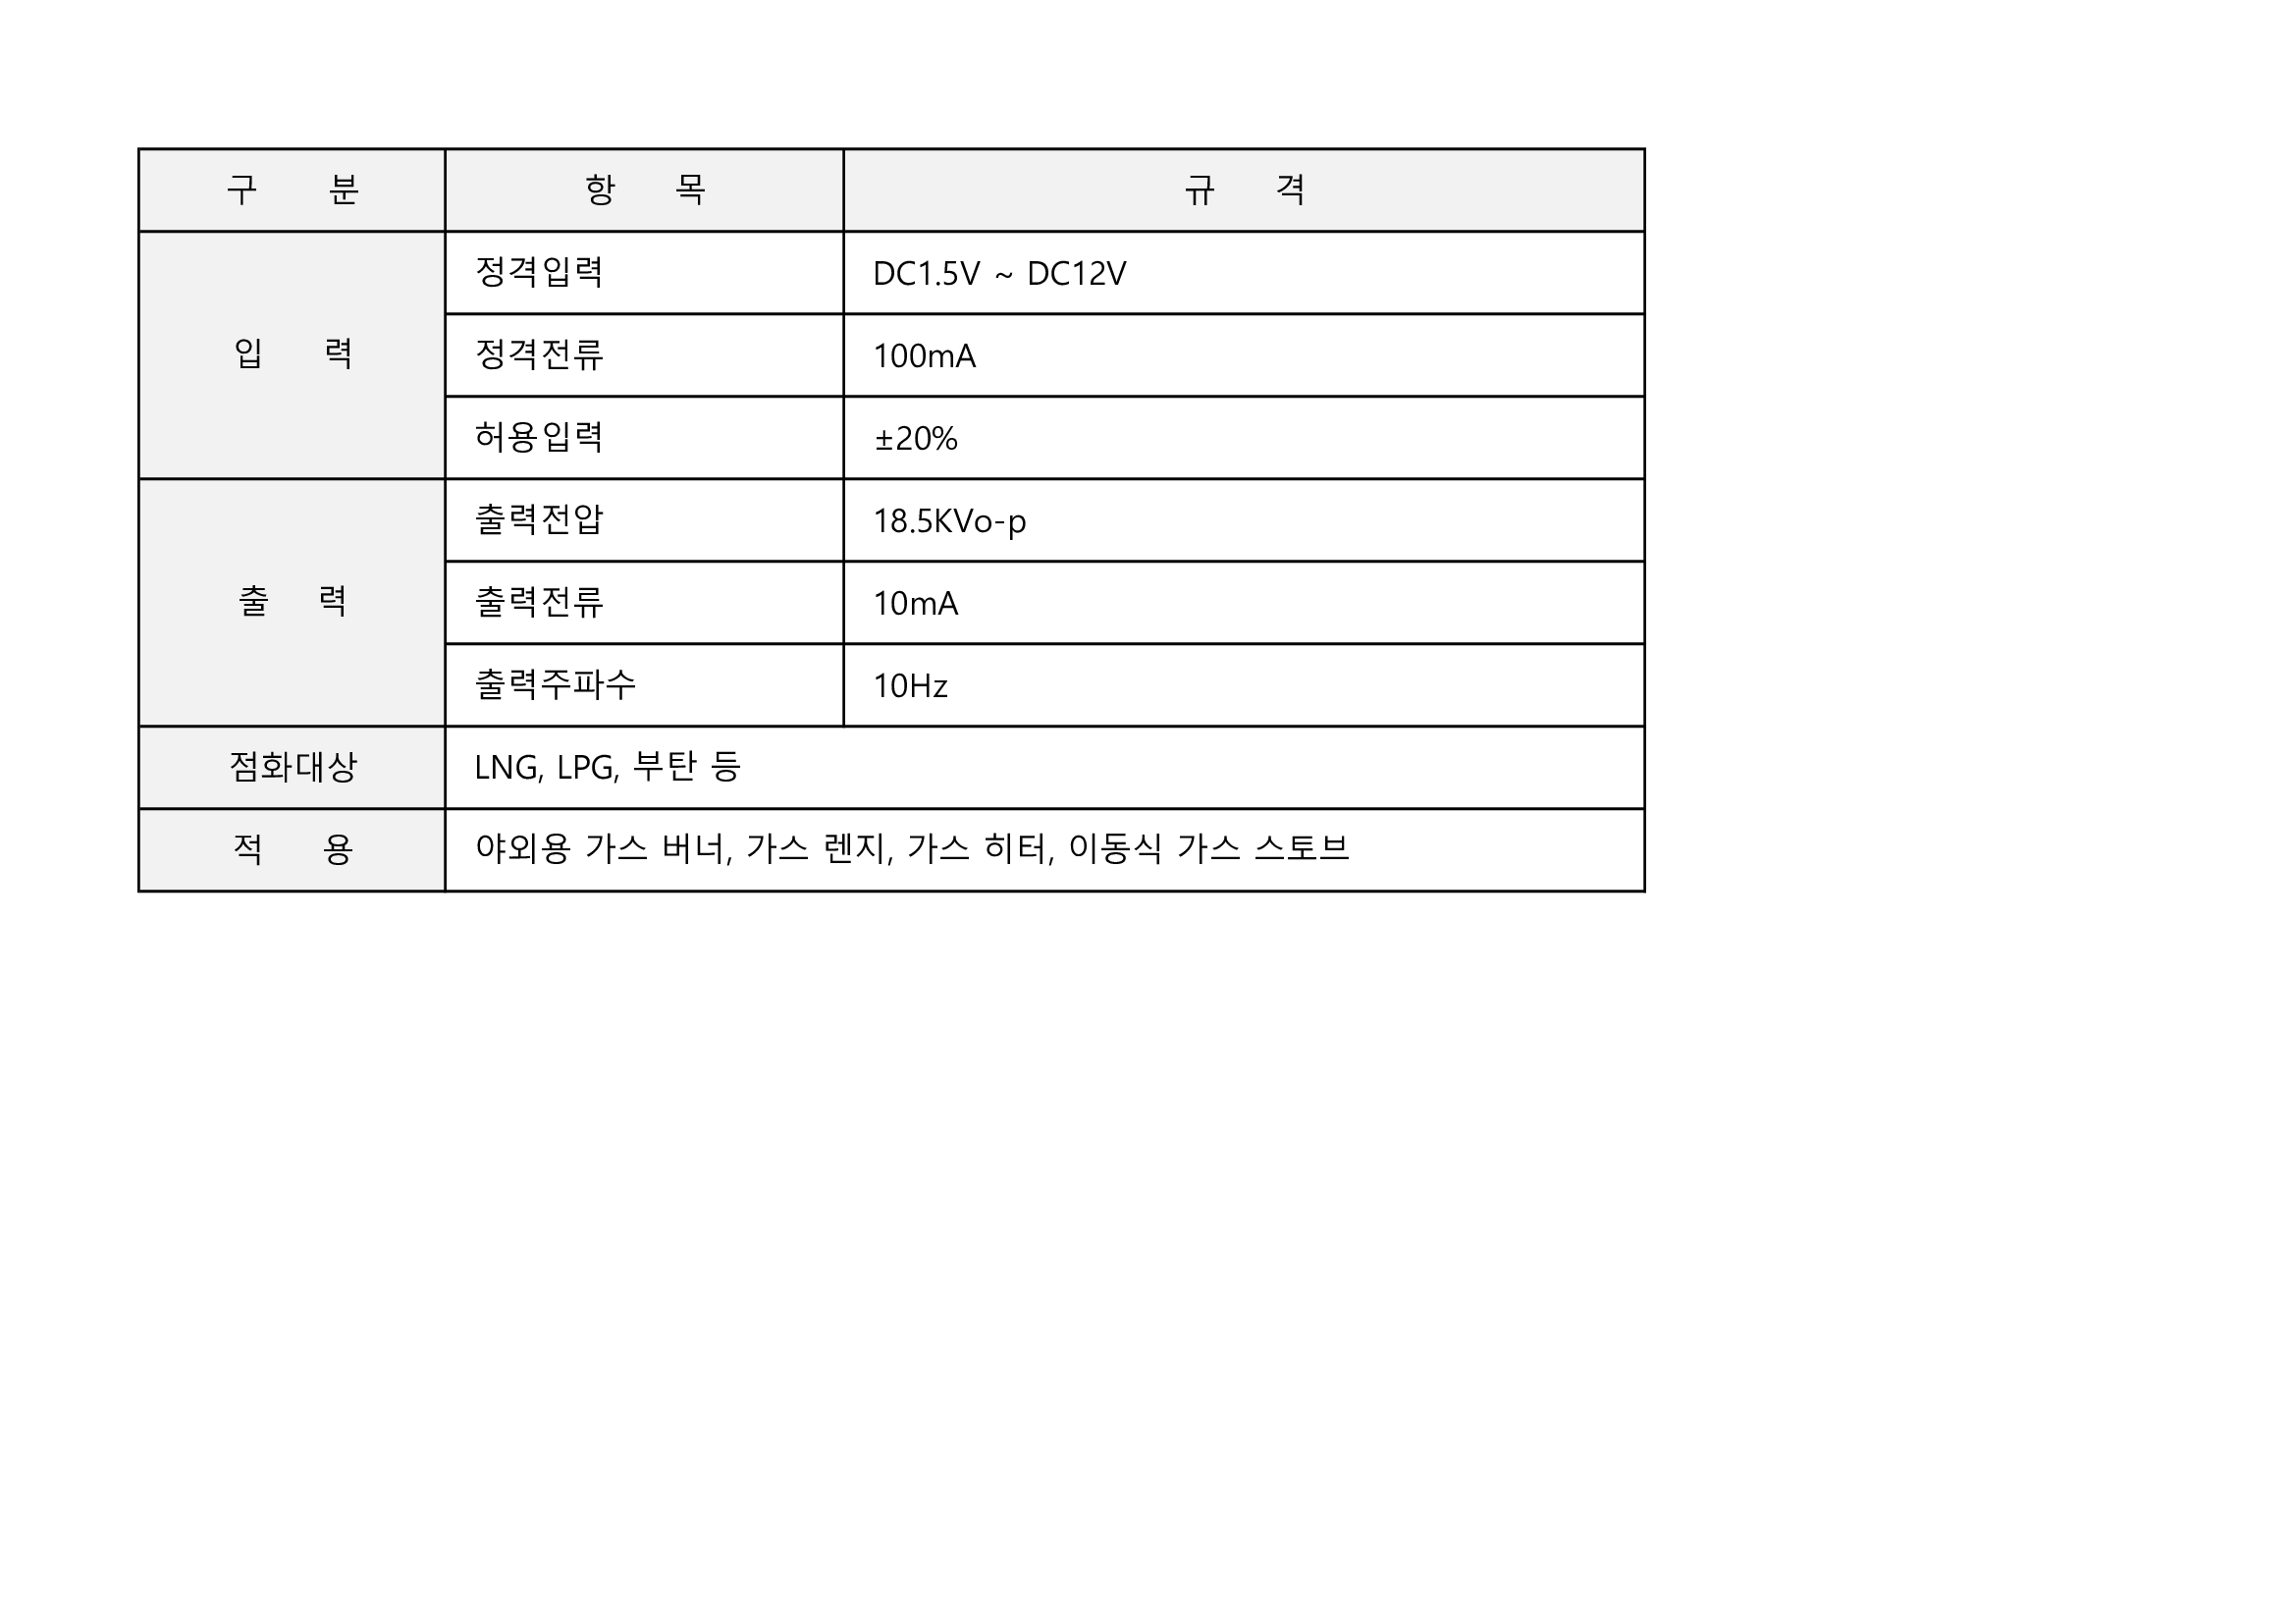 구 분 항 목 규 격
입 력
정격입력 DC1.5V ~ DC12V
정격전류 100mA
허용입력 ±20%
출 력
출력전압 18.5KVo-p
출력전류 10mA
출력주파수 10Hz
점화대상 LNG, LPG, 부탄 등
적 용 야외용 가스 버너, 가스 렌지, 가스 히터, 이동식 가스 스토브